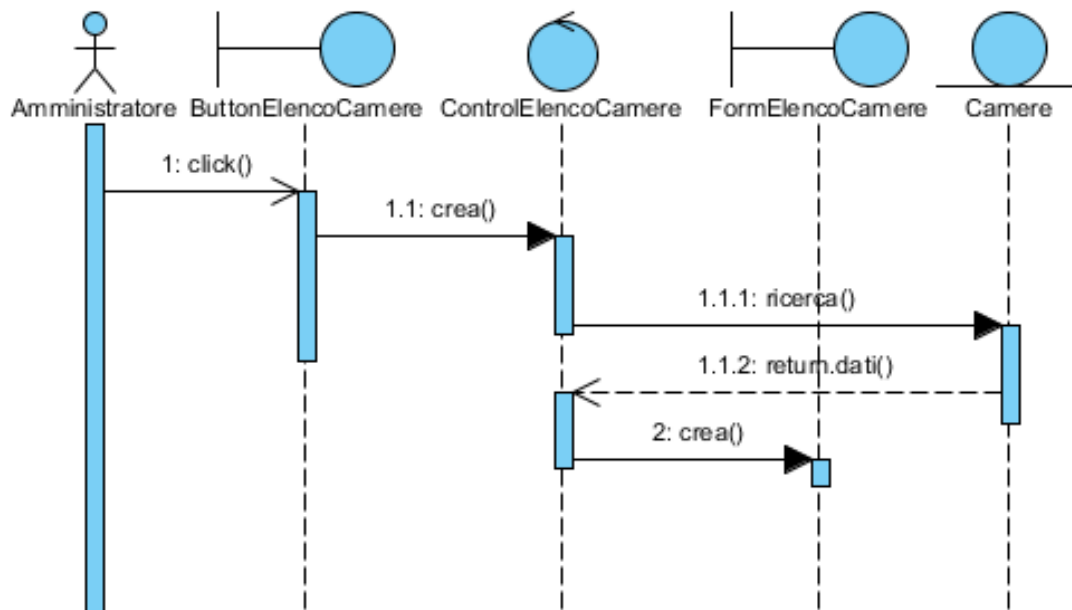 Amministratore
ButtonElencoCamere
ControlElencoCamere
FormElencoCamere
Camere
1: click()
1.1: crea()
1.1.1: ricerca()
1.1.2: return.dati()
2: crea()